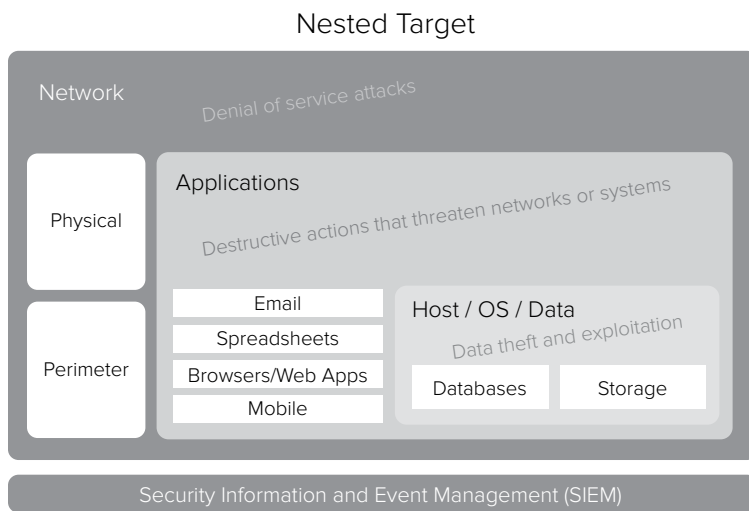 Nested Target
Network
Denial of service attacks
Physical
Perimeter
Applications
Destructive actions that threaten networks or systems
Email
Spreadsheets
Browsers/Web Apps
Mobile
Host / OS / Data
Data theft and exploitation
Databases
Storage
Security Information and Event Management (SIEM)